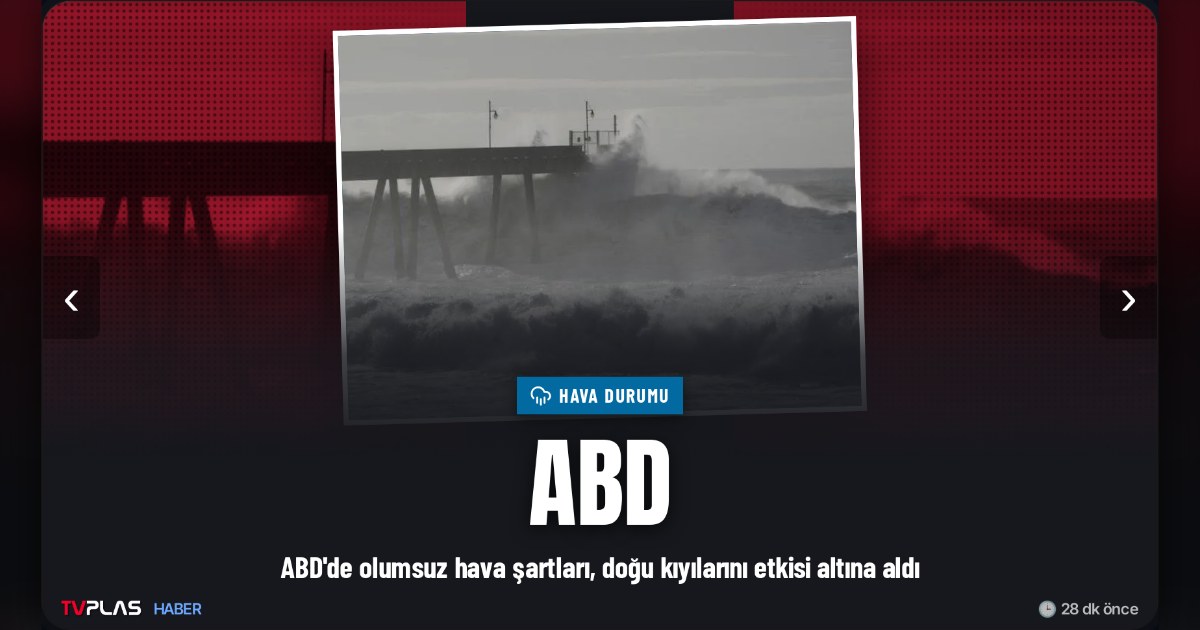 HAVA DURUMU
ABD
ABD'de olumsuz hava şartları, doğu kıyılarını etkisi altına aldı
TVPLAS HABER
28 dk önce